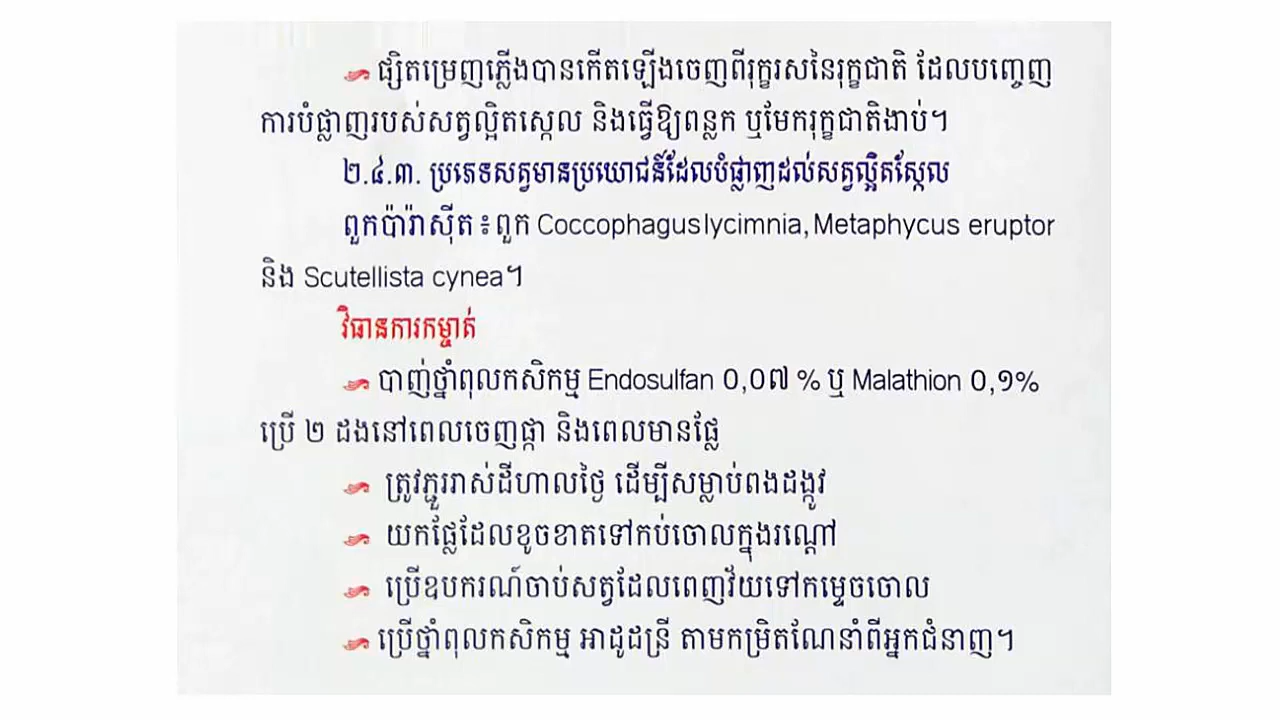 ផ្សិតម្រេញភ្លើងបានកើតឡើងចេញពីរុក្ខរសនៃរុក្ខជាតិ ដែលបញ្ចេញ
ការបំផ្លាញរបស់សត្វល្អិតស្កេល និងធ្វើឱ្យពន្លក ឬមែករុក្ខជាតិងាប់។
២.៤.៣. ប្រភេទសត្វមានប្រយោជន៍ដែលបំផ្លាញដល់សត្វល្អិតស្កែល
ពួកប៉ារ៉ាស៊ីត ៖ ពួក Coccophagus lycimnia, Metaphycus eruptor
និង Scutellista cynea។
វិធានការកម្ចាត់
បាញ់ថ្នាំពុលកសិកម្ម Endosulfan ០,០៧ % ឬ Malathion ០,១%
ប្រើ ២ ដងនៅពេលចេញផ្កា និងពេលមានផ្លែ
ត្រូវភ្ជួររាស់ដីហាលថ្ងៃ ដើម្បីសម្លាប់ពងដង្កូវ
យកផ្លែដែលខូចខាតទៅកប់ចោលក្នុងរណ្តៅ
ប្រើឧបករណ៍ចាប់សត្វដែលពេញវ័យទៅកម្ទេចចោល
ប្រើថ្នាំពុលកសិកម្ម អាដូដន្រ្តី តាមកម្រិតណែនាំពីអ្នកជំនាញ។